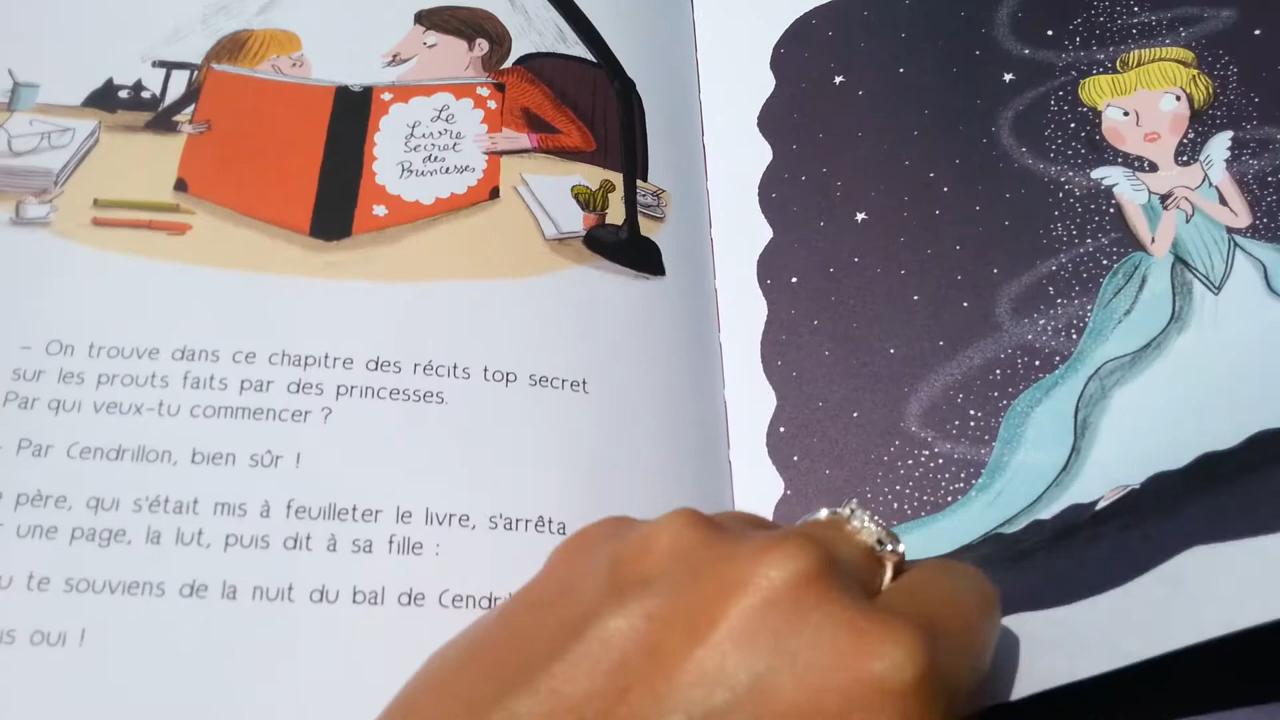 Le
Livre
Secret
des
Princesses
– On trouve dans ce chapitre des récits top secret
sur les prouts faits par des princesses.
Par qui veux-tu commencer ?
- Par Cendrillon, bien sûr !
père, qui s'était mis à feuilleter le livre, s'arrêta
une page, la lut, puis dit à sa fille :
te souviens de la nuit du bal de
oui !